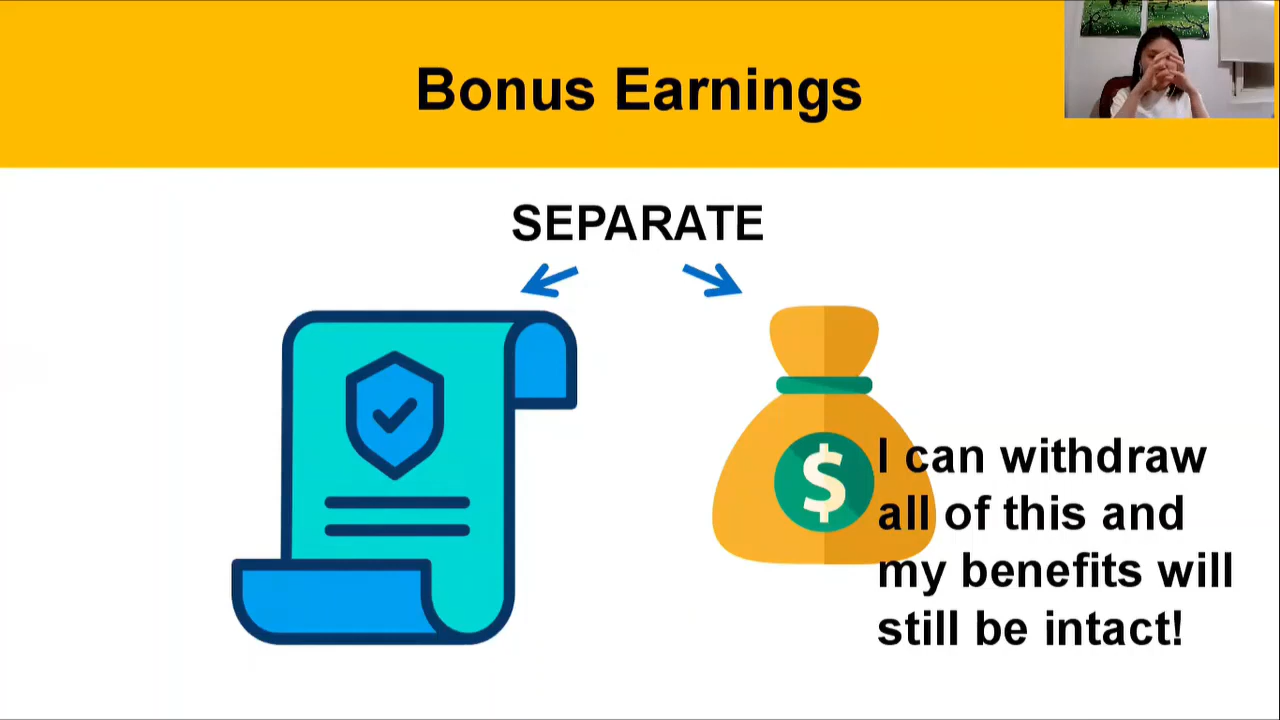 Bonus Earnings
SEPARATE
$
I can withdraw
all of this and
my benefits will
still be intact!